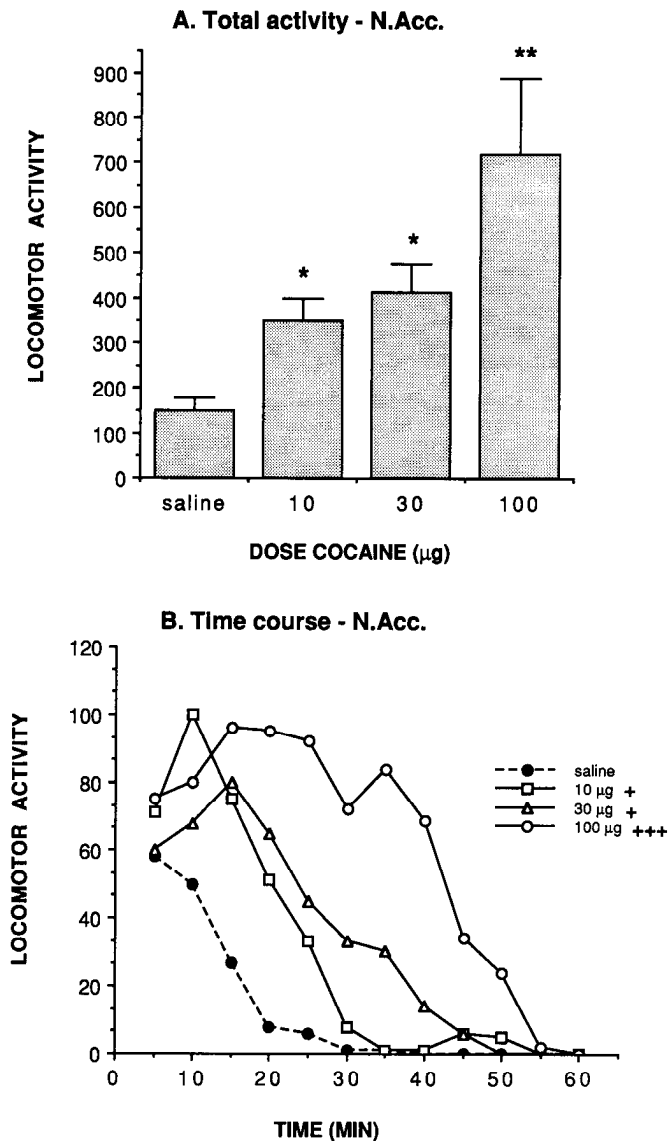 A. Total activity - N.Acc.
**
900
800
700
600
500
400
300
200
100
0
*
*
LOCOMOTOR ACTIVITY
saline 10 30 100
DOSE COCAINE (µg)
B. Time course - N.Acc.
120
100
80
60
40
20
0
LOCOMOTOR ACTIVITY
saline
10 µg +
30 µg +
100 µg +++
0 10 20 30 40 50 60
TIME (MIN)